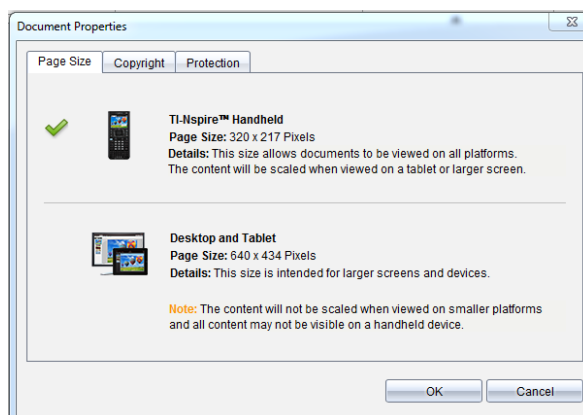 Document Properties
Page Size Copyright Protection
TI-Nspire™ Handheld
Page Size: 320 x 217 Pixels
Details: This size allows documents to be viewed on all platforms.
The content will be scaled when viewed on a tablet or larger screen.
Desktop and Tablet
Page Size: 640 x 434 Pixels
Details: This size is intended for larger screens and devices.
Note: The content will not be scaled when viewed on smaller platforms
and all content may not be visible on a handheld device.
OK Cancel